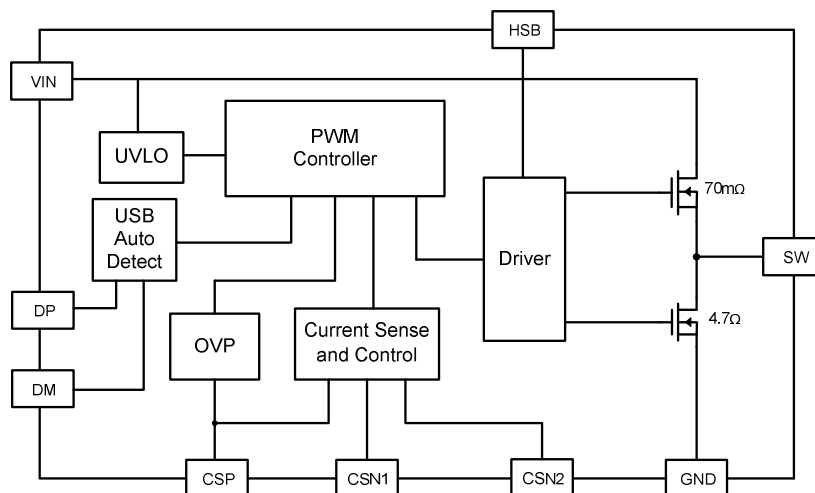 HSB
VIN
PWM
Controller
UVLO
70mΩ
USB
Auto
Detect
Driver
SW
DP
OVP
Current Sense
and Control
4.7Ω
DM
CSP
CSN1
CSN2
GND